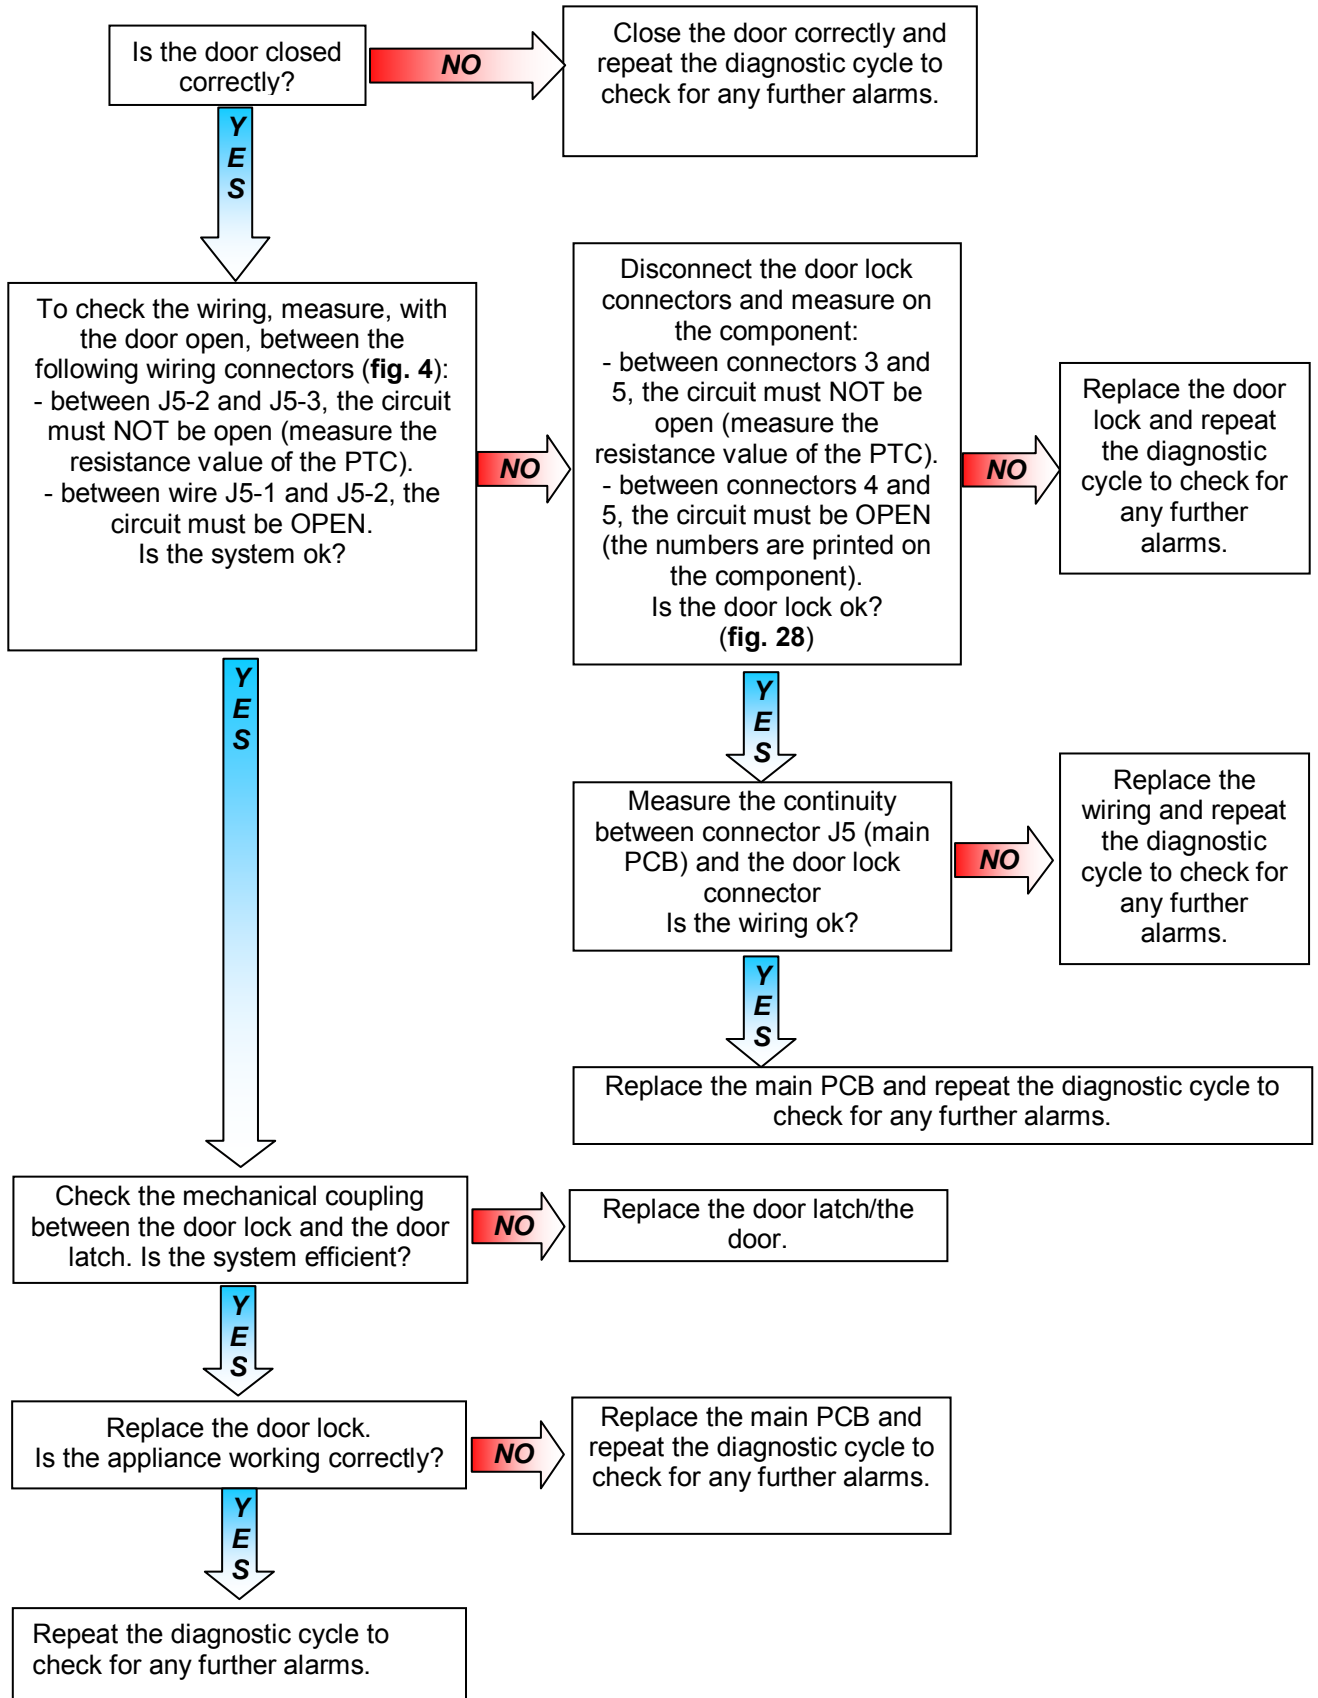 Is the door closed
correctly?
NO
Close the door correctly and
repeat the diagnostic cycle to
check for any further alarms.
Y
E
S
To check the wiring, measure, with
the door open, between the
following wiring connectors (fig. 4):
- between J5-2 and J5-3, the circuit
must NOT be open (measure the
resistance value of the PTC).
- between wire J5-1 and J5-2, the
circuit must be OPEN.
Is the system ok?
NO
Disconnect the door lock
connectors and measure on
the component:
- between connectors 3 and
5, the circuit must NOT be
open (measure the
resistance value of the PTC).
- between connectors 4 and
5, the circuit must be OPEN
(the numbers are printed on
the component).
Is the door lock ok?
(fig. 28)
NO
Replace the door
lock and repeat
the diagnostic
cycle to check for
any further
alarms.
Y
E
S
Y
E
S
Measure the continuity
between connector J5 (main
PCB) and the door lock
connector
Is the wiring ok?
NO
Replace the
wiring and repeat
the diagnostic
cycle to check for
any further
alarms.
Y
E
S
Replace the main PCB and repeat the diagnostic cycle to
check for any further alarms.
Check the mechanical coupling
between the door lock and the door
latch. Is the system efficient?
NO
Replace the door latch/the
door.
Y
E
S
Replace the door lock.
Is the appliance working correctly?
NO
Replace the main PCB and
repeat the diagnostic cycle to
check for any further alarms.
Y
E
S
Repeat the diagnostic cycle to
check for any further alarms.